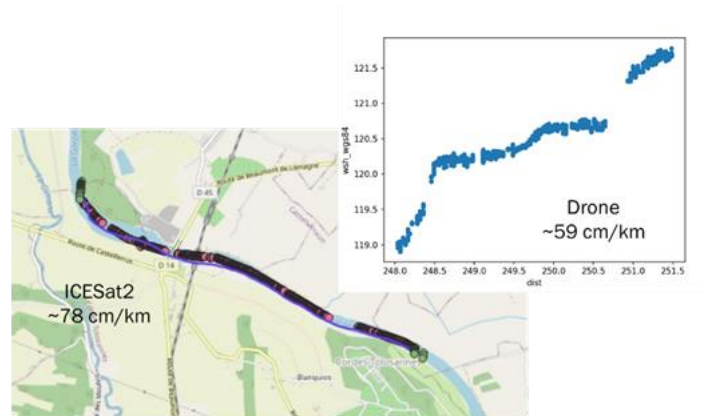 Route de Beaumont de Lomagne
D 45
Route de Castelferrus
D 14
ICESat2
~78 cm/km
Bordes Tolosannes
121.5
121.0
120.5
120.0
119.5
119.0
wsh_wgs84
248.0 248.5 249.0 249.5 250.0 250.5 251.0 251.5
dist
Drone
~59 cm/km